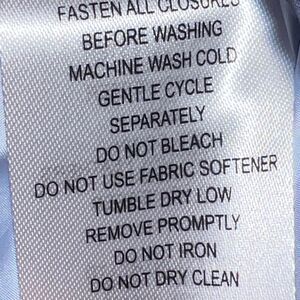 FASTEN ALL CLOSURES
BEFORE WASHING
MACHINE WASH COLD
GENTLE CYCLE
SEPARATELY
DO NOT BLEACH
DO NOT USE FABRIC SOFTENER
TUMBLE DRY LOW
REMOVE PROMPTLY
DO NOT IRON
DO NOT DRY CLEAN